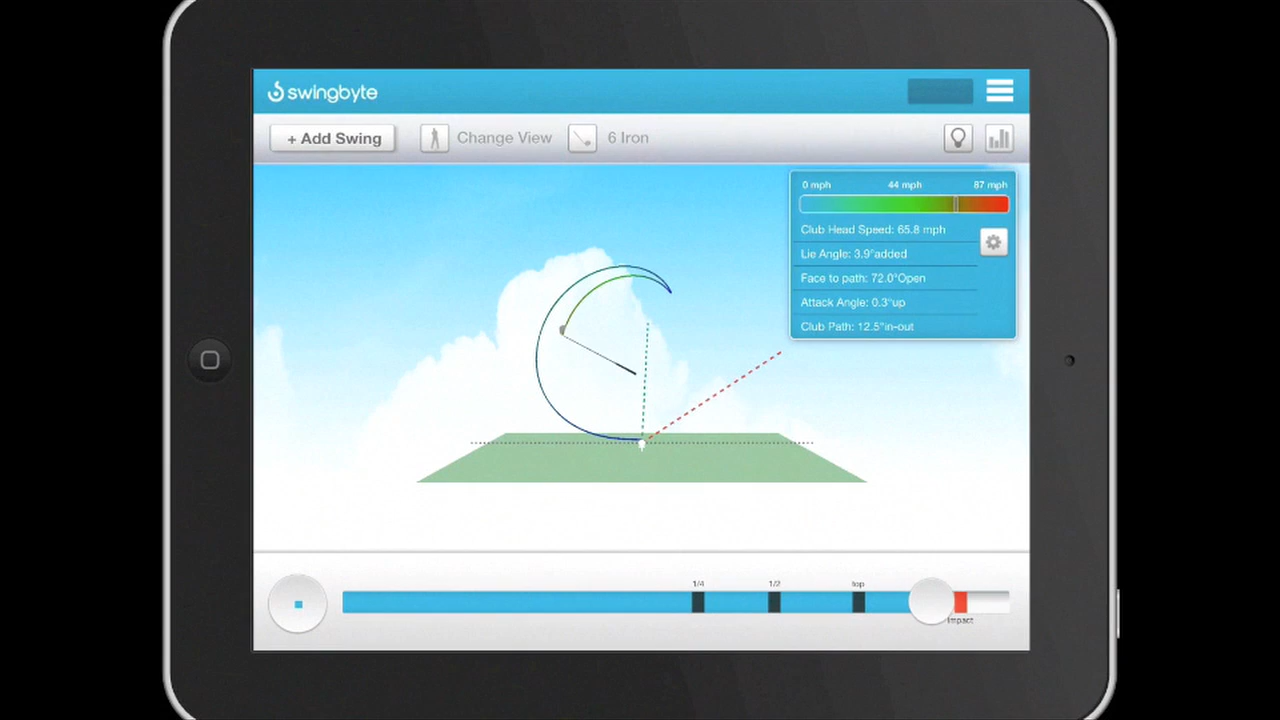 swingbyte
+ Add Swing
Change View
6 Iron
0 mph 44 mph 87 mph
Club Head Speed: 65.8 mph
Lie Angle: 3.9°added
Face to path: 72.0°Open
Attack Angle: 0.3°up
Club Path: 12.5°in-out
1/4 1/2 top
Impact